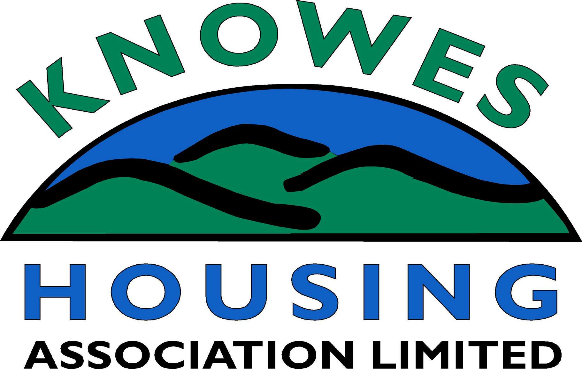 KNOWES
HOUSING
ASSOCIATION LIMITED